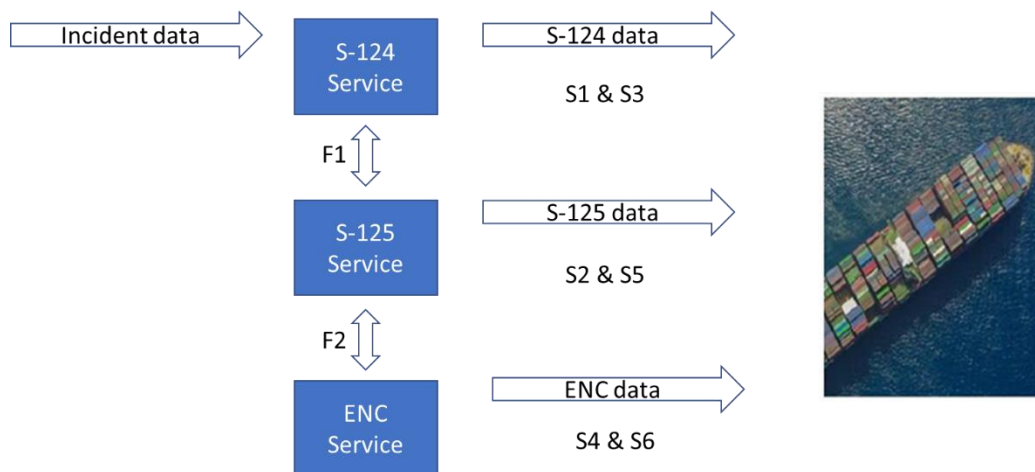 Incident data
S-124
Service
S-124 data
S1 & S3
F1
S-125
Service
S-125 data
S2 & S5
F2
ENC
Service
ENC data
S4 & S6